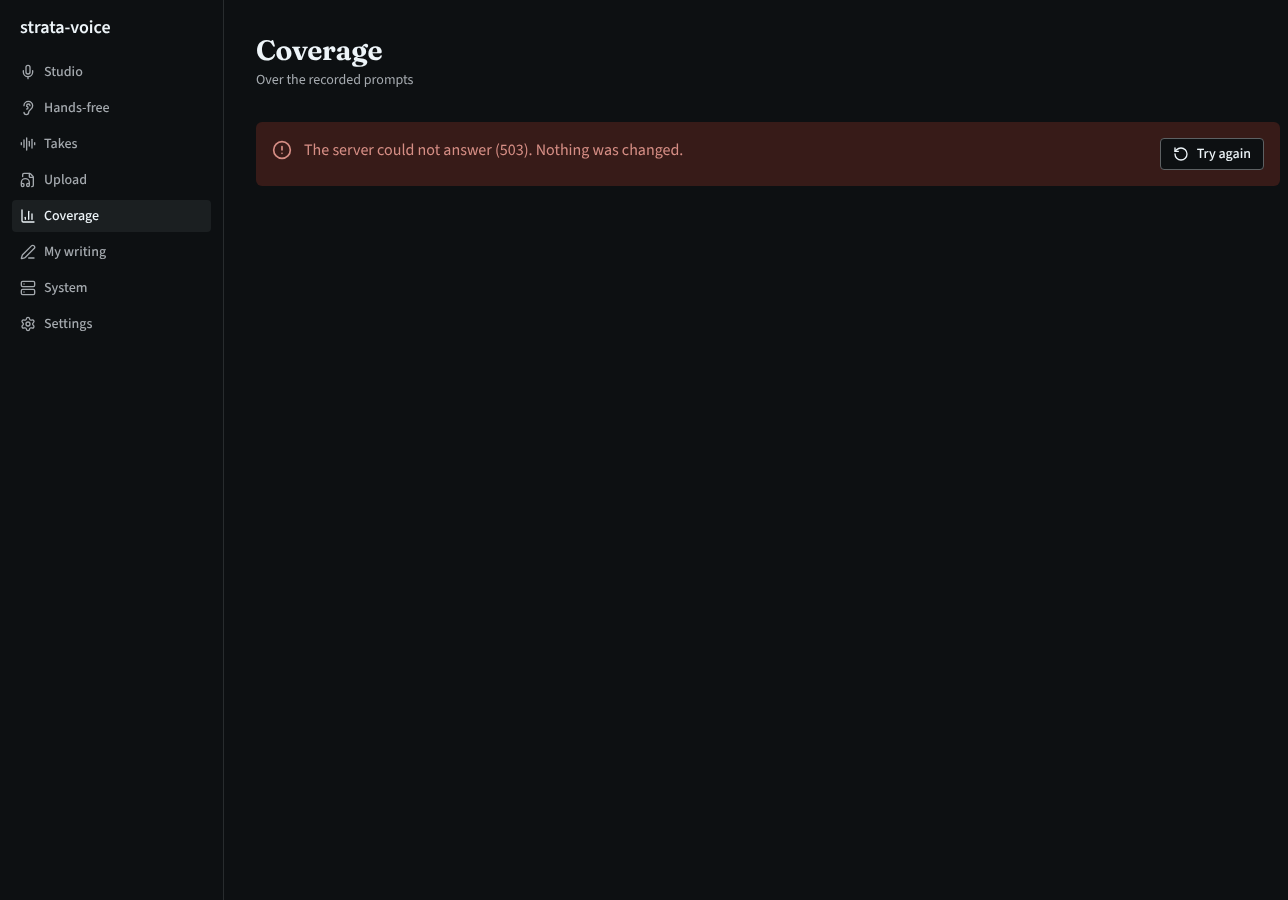 strata-voice
Studio
Hands-free
Takes
Upload
Coverage
My writing
System
Settings
Coverage
Over the recorded prompts
The server could not answer (503). Nothing was changed.
Try again